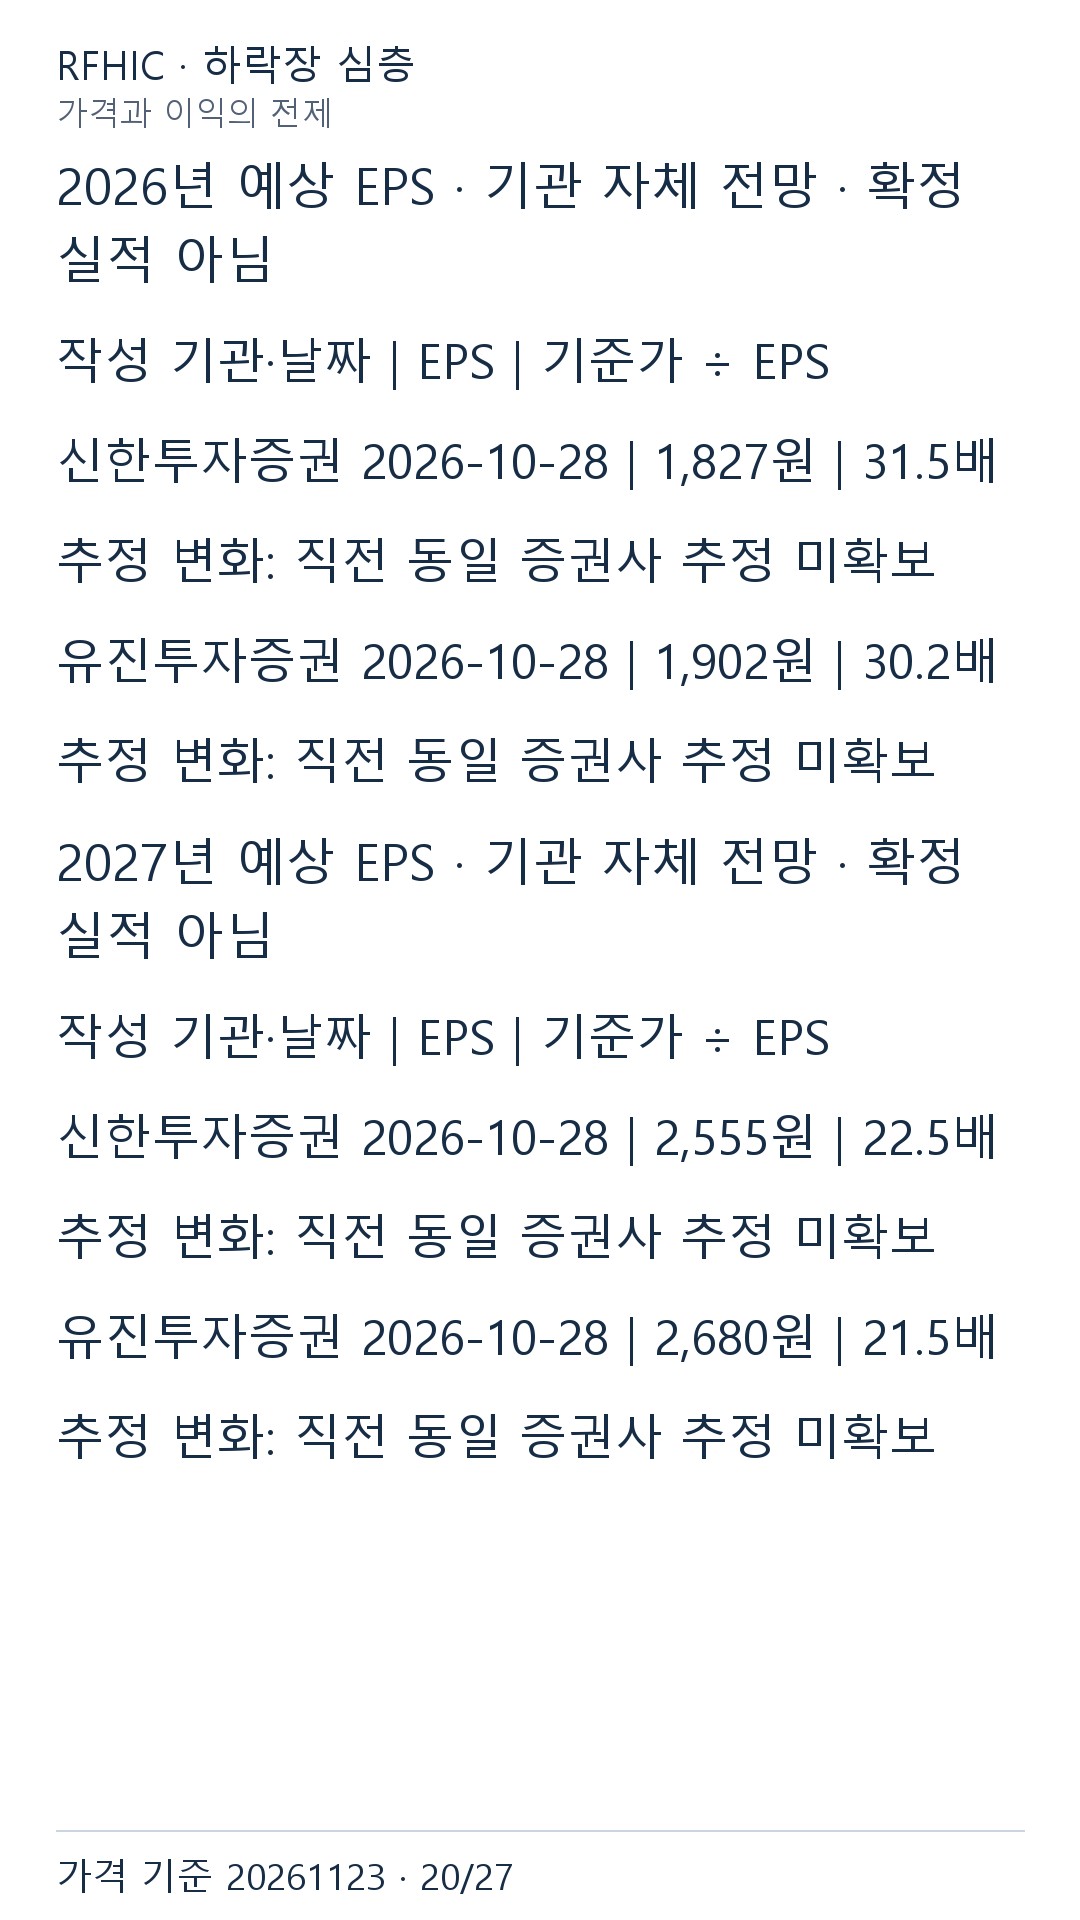 RFHIC · 하락장 심층
가격과 이익의 전제
2026년 예상 EPS · 기관 자체 전망 · 확정
실적 아님
작성 기관·날짜 | EPS | 기준가 ÷ EPS
신한투자증권 2026-10-28 | 1,827원 | 31.5배
추정 변화: 직전 동일 증권사 추정 미확보
유진투자증권 2026-10-28 | 1,902원 | 30.2배
추정 변화: 직전 동일 증권사 추정 미확보
2027년 예상 EPS · 기관 자체 전망 · 확정
실적 아님
작성 기관·날짜 | EPS | 기준가 ÷ EPS
신한투자증권 2026-10-28 | 2,555원 | 22.5배
추정 변화: 직전 동일 증권사 추정 미확보
유진투자증권 2026-10-28 | 2,680원 | 21.5배
추정 변화: 직전 동일 증권사 추정 미확보
가격 기준 20261123 · 20/27